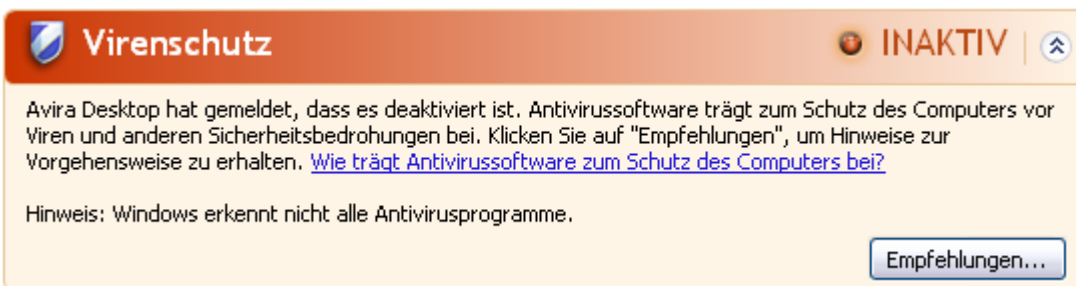 Virenschutz
INAKTIV
Avira Desktop hat gemeldet, dass es deaktiviert ist. Antivirussoftware trägt zum Schutz des Computers vor
Viren und anderen Sicherheitsbedrohungen bei. Klicken Sie auf "Empfehlungen", um Hinweise zur
Vorgehensweise zu erhalten. Wie trägt Antivirussoftware zum Schutz des Computers bei?
Hinweis: Windows erkennt nicht alle Antivirusprogramme.
Empfehlungen...